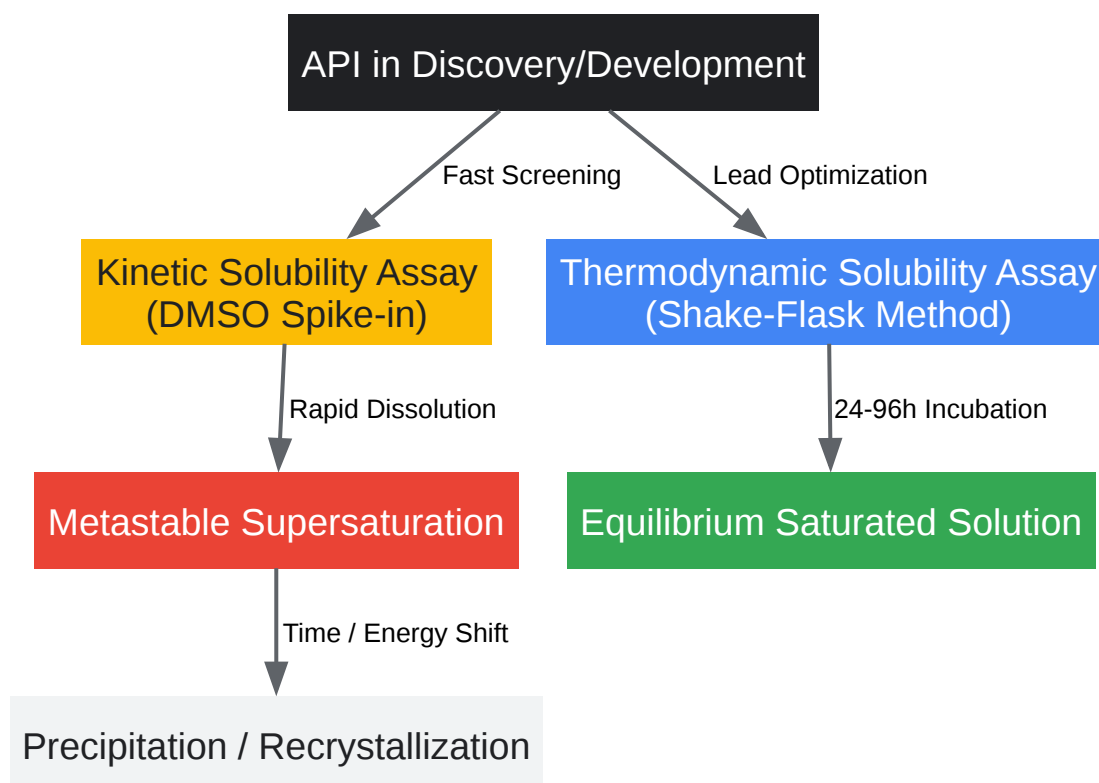 API in Discovery/Development
Fast Screening
Lead Optimization
Kinetic Solubility Assay
(DMSO Spike-in)
Thermodynamic Solubility Assay
(Shake-Flask Method)
Rapid Dissolution
24-96h Incubation
Metastable Supersaturation
Equilibrium Saturated Solution
Time / Energy Shift
Precipitation / Recrystallization